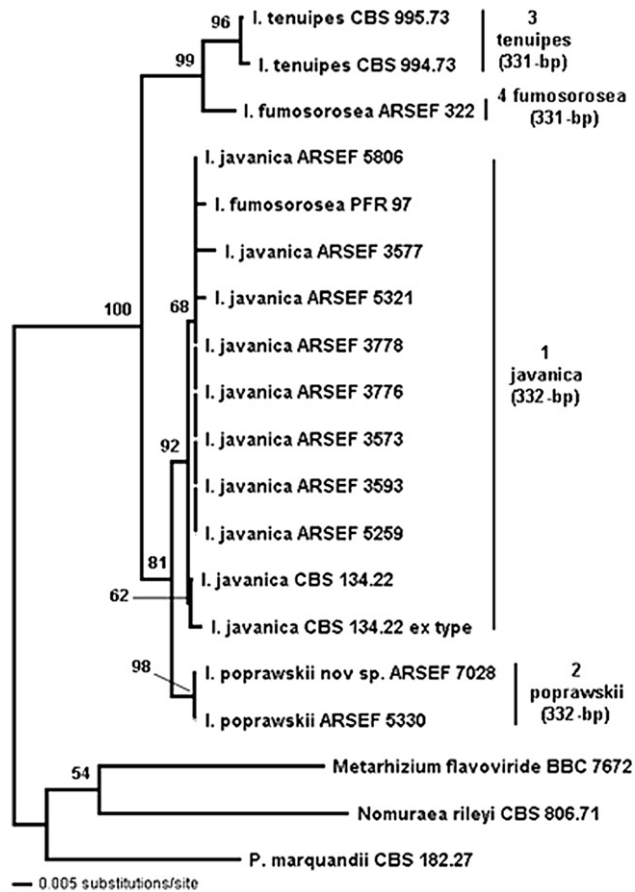 96
I. tenuipes CBS 995.73
3
tenuipes
(331-bp)
I. tenuipes CBS 994.73
99
I. fumosorosea ARSEF 322
4 fumosorosea
(331-bp)
I. javanica ARSEF 5806
I. fumosorosea PFR 97
I. javanica ARSEF 3577
I. javanica ARSEF 5321
100
68
I. javanica ARSEF 3778
1
javanica
(332-bp)
I. javanica ARSEF 3776
I. javanica ARSEF 3573
92
I. javanica ARSEF 3593
I. javanica ARSEF 5259
81
I. javanica CBS 134.22
62
I. javanica CBS 134.22 ex type
98
I. poprawskii nov sp. ARSEF 7028
2
poprawskii
(332-bp)
I. poprawskii ARSEF 5330
54
Metarhizium flavoviride BBC 7672
Nomuraea rileyi CBS 806.71
P. marquandii CBS 182.27
0.005 substitutions/site